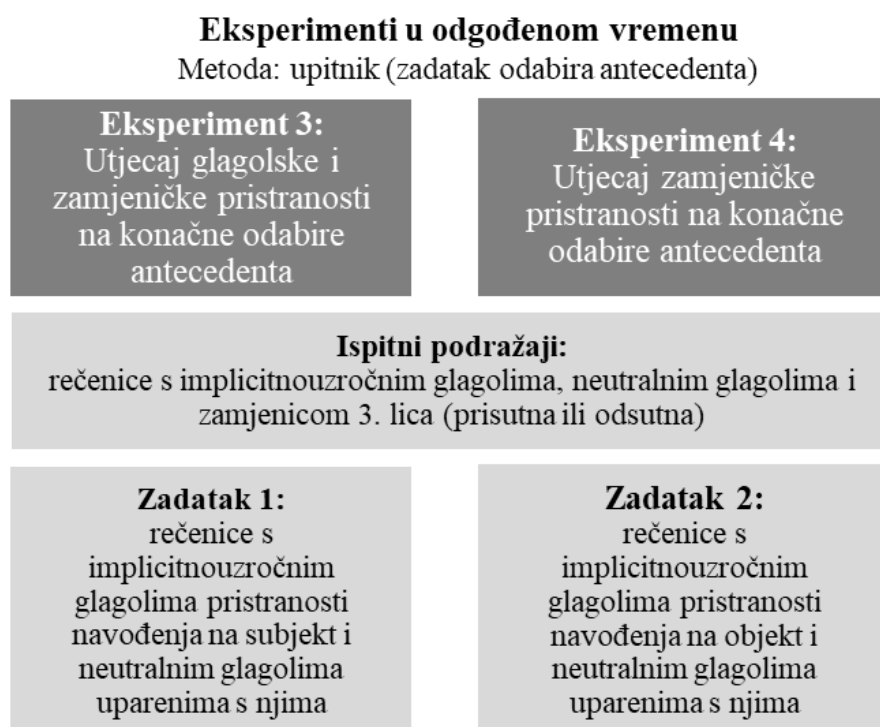 Eksperimenti u odgođenom vremenu
Metoda: upitnik (zadatak odabira antecedenta)
Eksperiment 3:
Utjecaj glagolske i
zamjeničke pristranosti
na konačne odabire
antecedenta
Eksperiment 4:
Utjecaj zamjeničke
pristranosti na konačne
odabire antecedenta
Ispitni podražaji:
rečenice s implicitnouzročnim glagolima, neutralnim glagolima i
zamjenicom 3. lica (prisutna ili odsutna)
Zadatak 1:
rečenice s
implicitnouzročnim
glagolima pristranosti
navođenja na subjekt i
neutralnim glagolima
uparenima s njima
Zadatak 2:
rečenice s
implicitnouzročnim
glagolima pristranosti
navođenja na objekt i
neutralnim glagolima
uparenima s njima